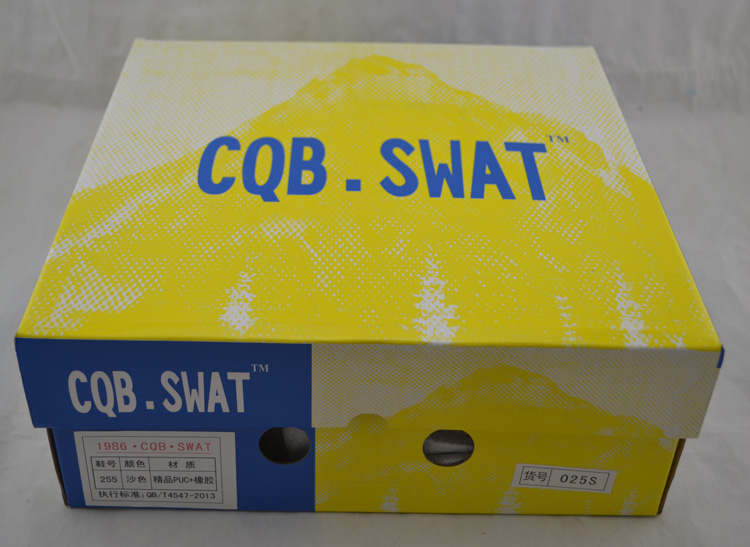 CQB.SWAT™
CQB.SWAT™
1986·CQB·SWAT
鞋号 颜色 材 质
255 沙色 精品PUC+橡胶
执行标准:QB/T4547-2013
货号 025S